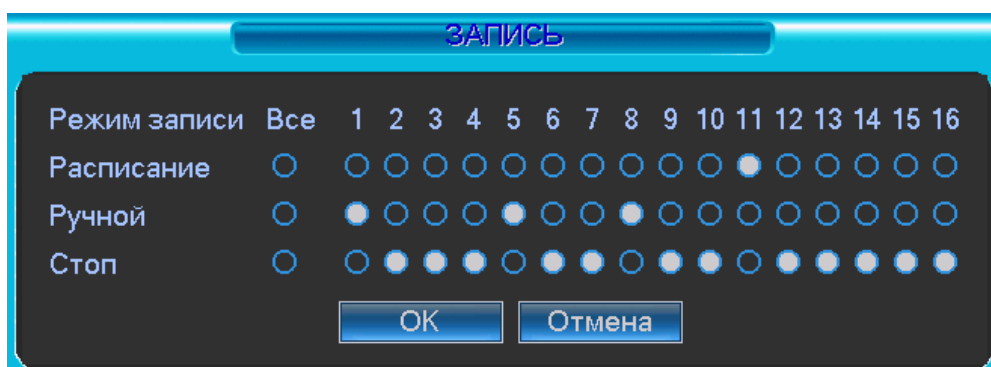 ЗАПИСЬ
Режим записи Все 1 2 3 4 5 6 7 8 9 10 11 12 13 14 15 16
Расписание
Ручной
Стоп
OK Отмена